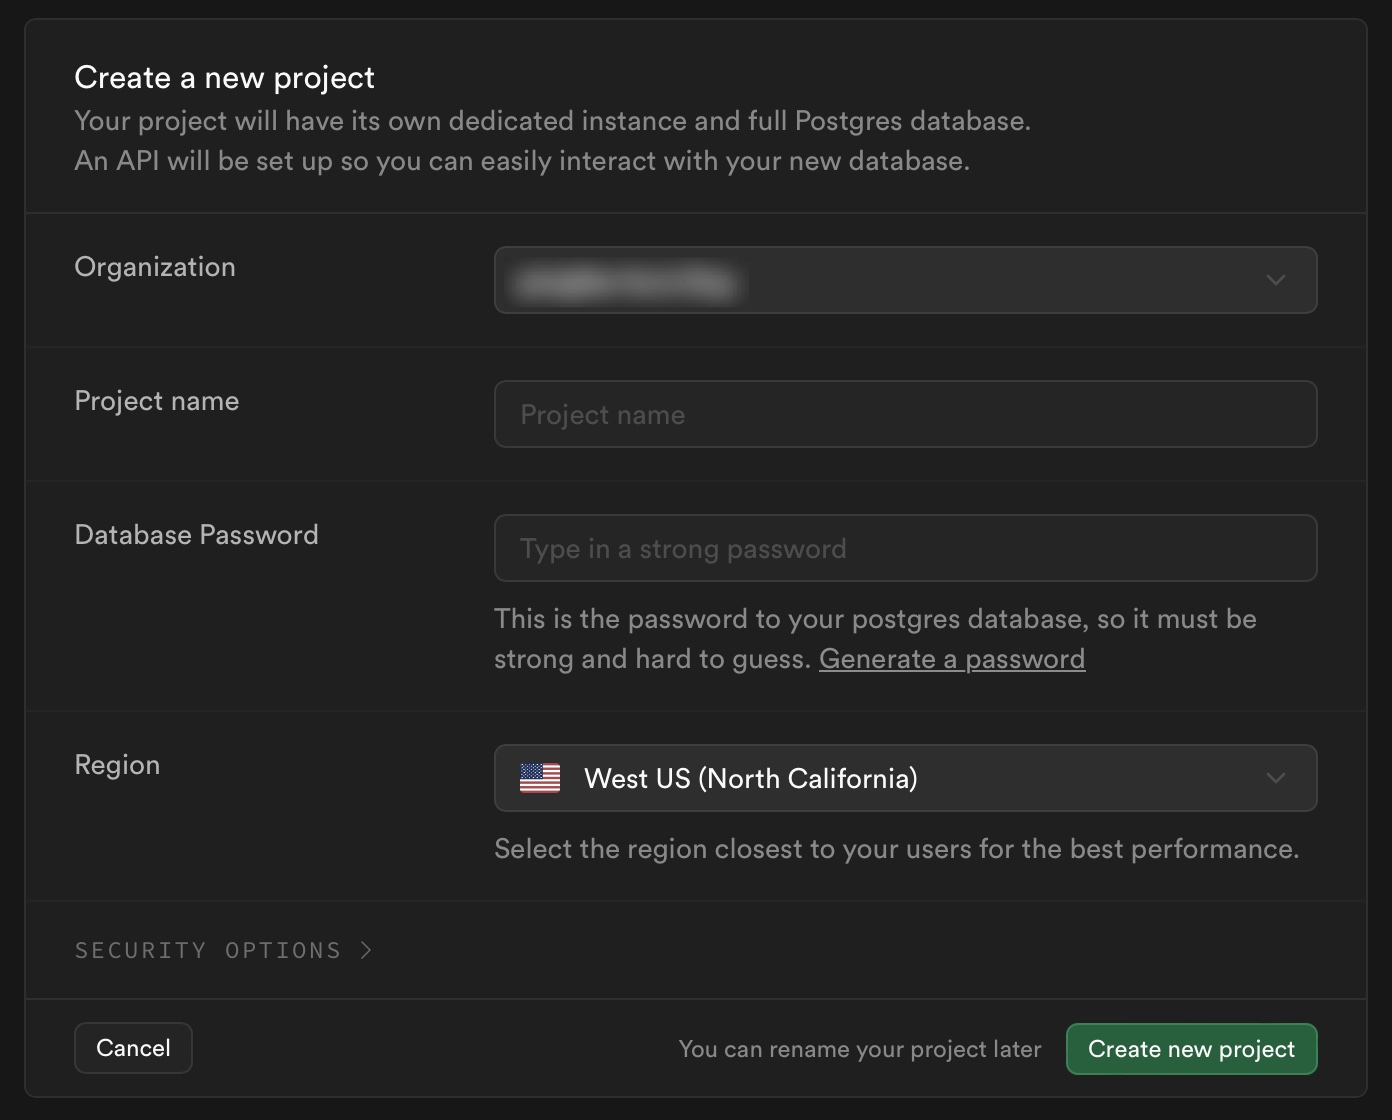 Create a new project
Your project will have its own dedicated instance and full Postgres database.
An API will be set up so you can easily interact with your new database.
Organization
Project name
Project name
Database Password
Type in a strong password
This is the password to your postgres database, so it must be
strong and hard to guess. Generate a password
Region
West US (North California)
Select the region closest to your users for the best performance.
SECURITY OPTIONS >
Cancel
You can rename your project later
Create new project